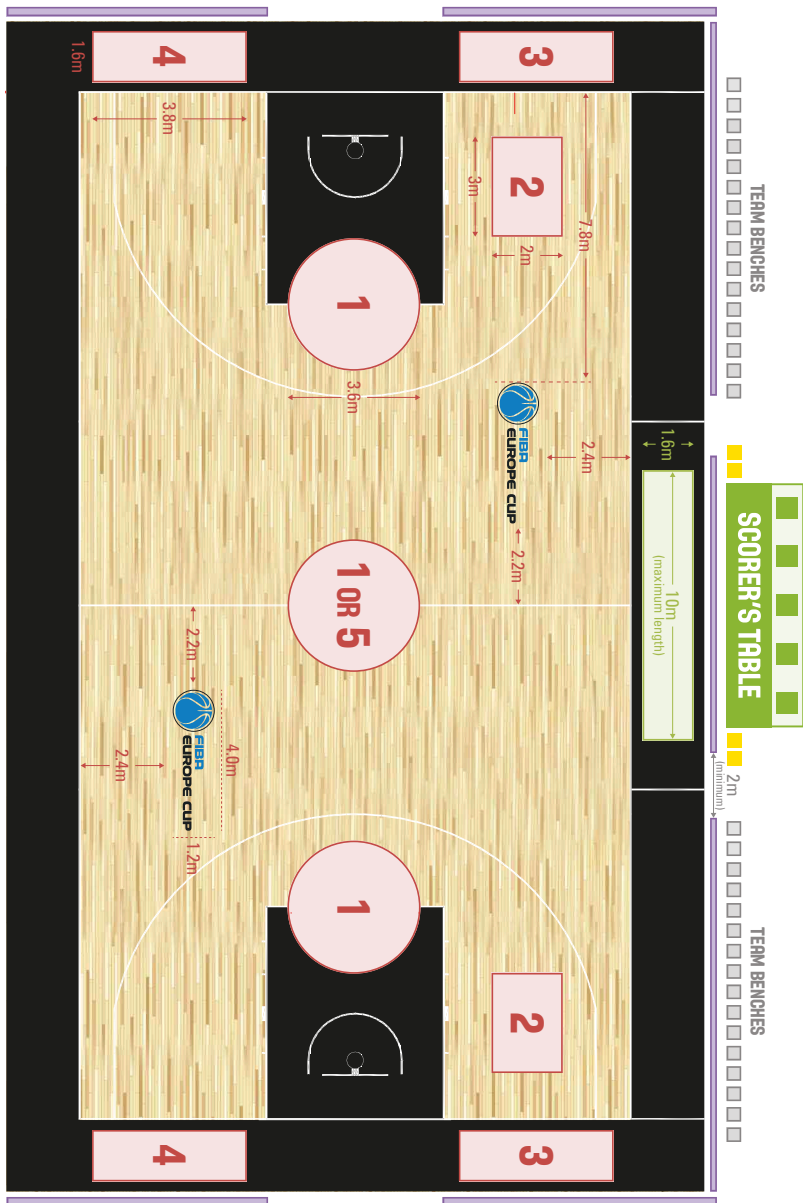 TEAM BENCHES
SCORER'S TABLE
TEAM BENCHES
2m
(minimum)
1.6m
10m
(maximum length)
7.8m
2.4m
3
3
2
2m
3m
2
FIBA
EUROPE CUP
2.2m
1
3.6m
1 OR 5
1
4.0m
2.2m
FIBA
EUROPE CUP
1.2m
2.4m
4
3.8m
4
1.6m